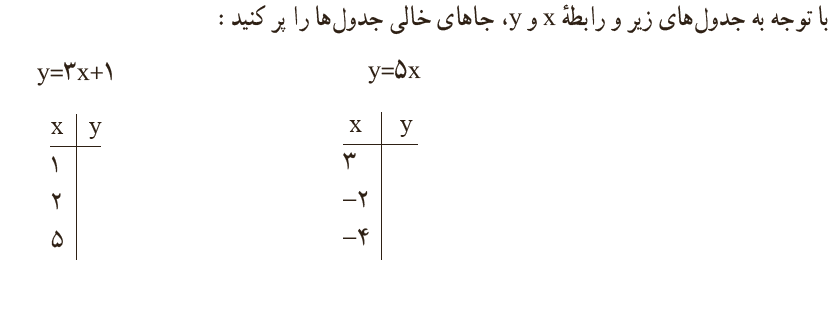 با توجه به جدول‌های زیر و رابطهٔ x و y، جاهای خالی جدول‌ها را پر کنید :
y=۳x+۱
x y
۱
۲
۵
y=۵x
x y
۳
−۲
−۴